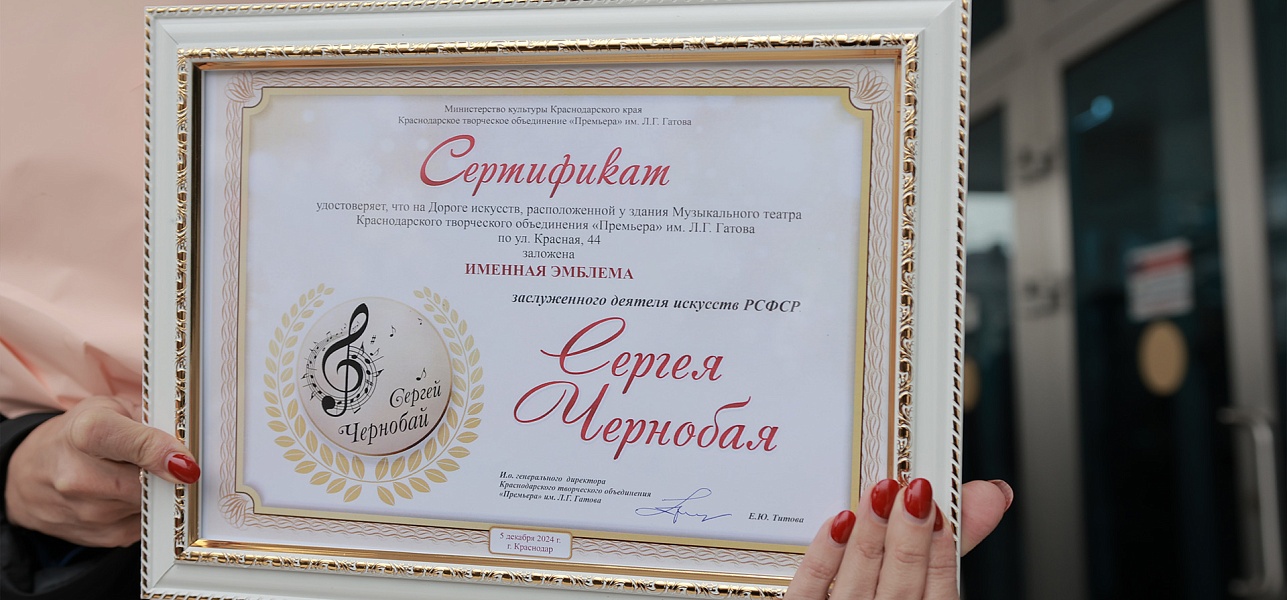 Министерство культуры Краснодарского края
Краснодарское творческое объединение «Премьера» им. Л.Г. Гатова
Сертификат
удостоверяет, что на Дороге искусств, расположенной у здания Музыкального театра
Краснодарского творческого объединения «Премьера» им. Л.Г. Гатова
по ул. Красная, 44
заложена
ИМЕННАЯ ЭМБЛЕМА
заслуженного деятеля искусств РСФСР
Сергея
Чернобая
Сергей
Чернобай
И.о. генерального директора
Краснодарского творческого объединения
«Премьера» им. Л.Г. Гатова
Е.Ю. Титова
5 декабря 2024 г.
г. Краснодар